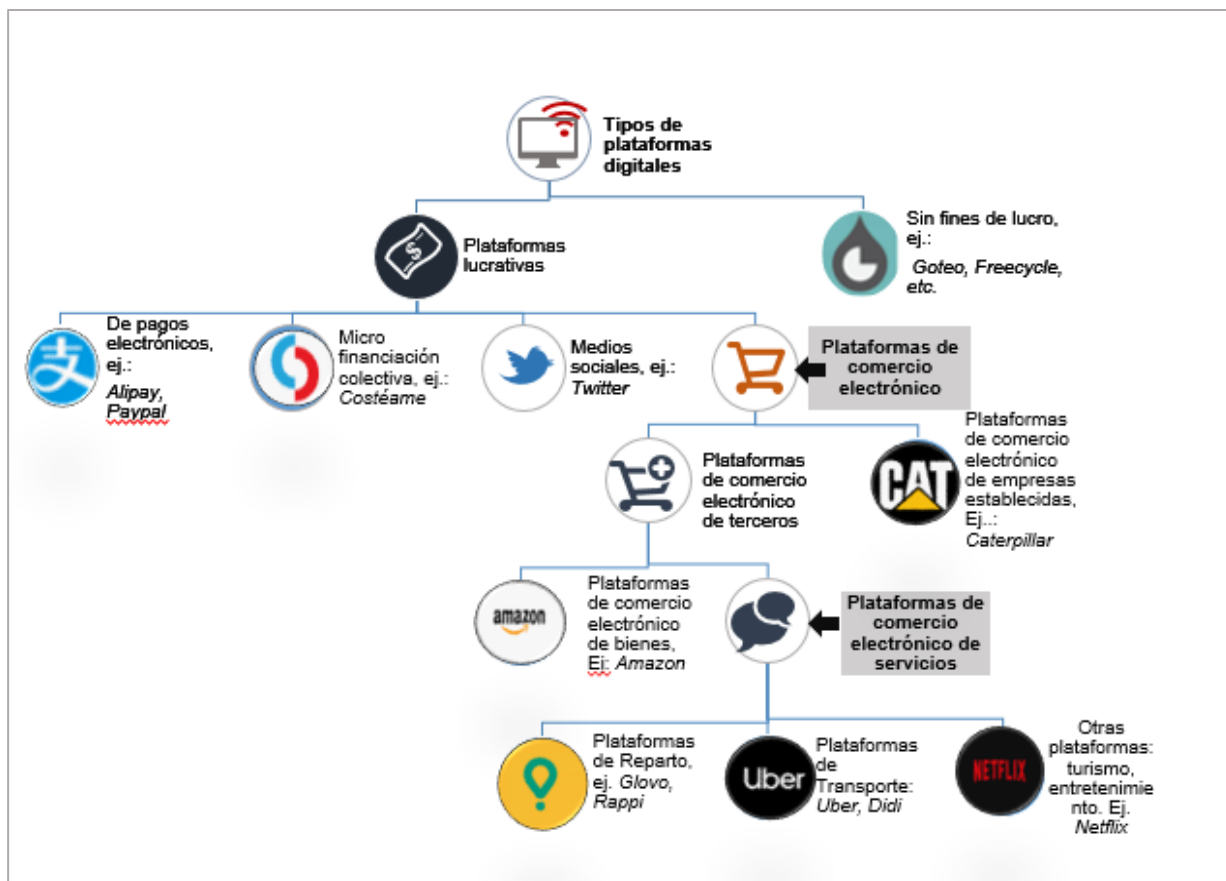 Tipos de
plataformas
digitales
Plataformas
lucrativas
Sin fines de lucro,
ej.:
Goteo, Freecycle,
etc.
De pagos
electrónicos,
ej.:
Alipay,
Paypal
支
Micro
financiación
colectiva, ej.:
Costéame
Medios
sociales, ej.:
Twitter
Plataformas de
comercio
electrónico
Plataformas
de comercio
electrónico
de terceros
CAT
Plataformas
de comercio
electrónico
de empresas
establecidas,
Ej..:
Caterpillar
amazon
Plataformas
de comercio
electrónico
de bienes,
Ej: Amazon
Plataformas de
comercio
electrónico de
servicios
Plataformas
de Reparto,
ej. Glovo,
Rappi
Uber
Plataformas
de
Transporte:
Uber, Didi
NETFLIX
Otras
plataformas:
turismo,
entretenimie
nto. Ej.
Netflix